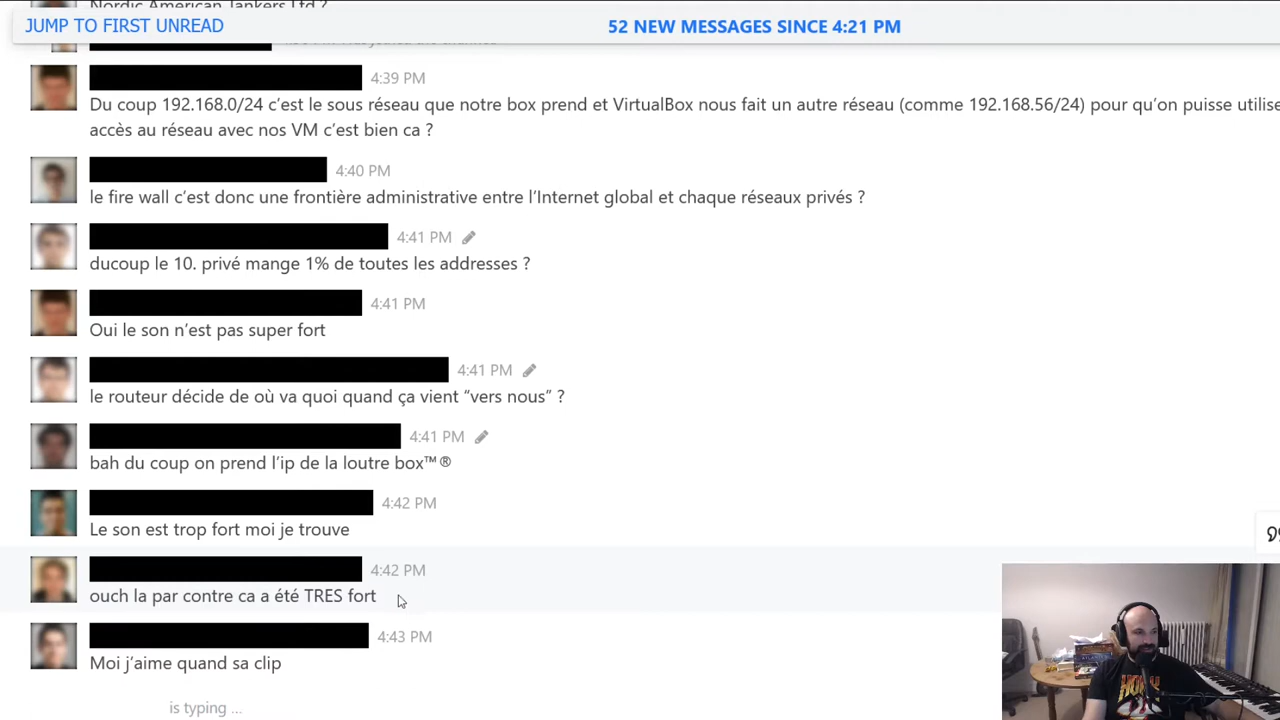 Nordic American Tankers Ltd ?
JUMP TO FIRST UNREAD
52 NEW MESSAGES SINCE 4:21 PM
4:39 PM
Du coup 192.168.0/24 c’est le sous réseau que notre box prend et VirtualBox nous fait un autre réseau (comme 192.168.56/24) pour qu’on puisse utilise
accès au réseau avec nos VM c’est bien ca ?
4:40 PM
le fire wall c’est donc une frontière administrative entre l’Internet global et chaque réseaux privés ?
4:41 PM
ducoup le 10. privé mange 1% de toutes les addresses ?
4:41 PM
Oui le son n’est pas super fort
4:41 PM
le routeur décide de où va quoi quand ça vient “vers nous” ?
4:41 PM
bah du coup on prend l’ip de la loutre box™®
4:42 PM
Le son est trop fort moi je trouve
4:42 PM
ouch la par contre ca a été TRES fort
4:43 PM
Moi j’aime quand sa clip
is typing ...